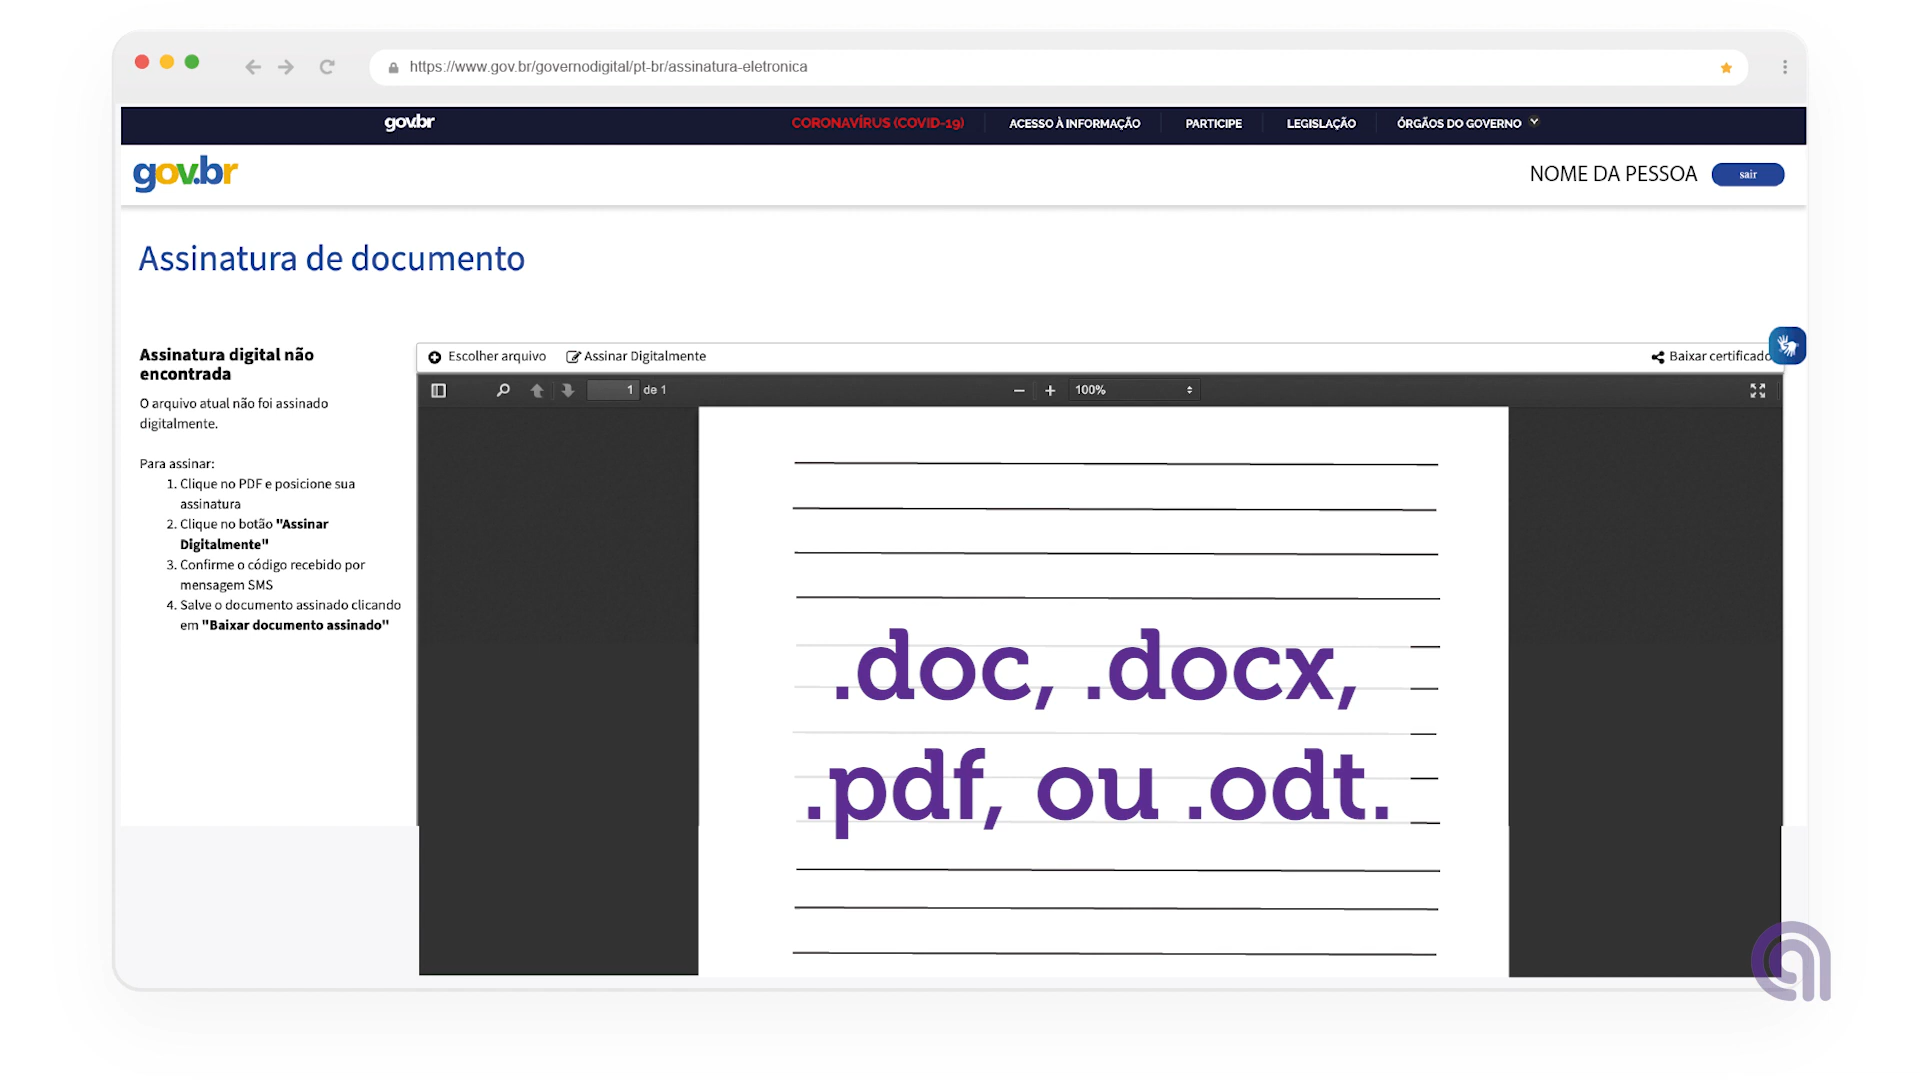 https://www.gov.br/governodigital/pt-br/assinatura-eletronica
gov.br
CORONAVÍRUS (COVID-19)
ACESSO À INFORMAÇÃO
PARTICIPE
LEGISLAÇÃO
ÓRGÃOS DO GOVERNO
gov.br
NOME DA PESSOA
sair
Assinatura de documento
Assinatura digital não
encontrada
O arquivo atual não foi assinado
digitalmente.
Para assinar:
1. Clique no PDF e posicione sua
assinatura
2. Clique no botão "Assinar
Digitalmente"
3. Confirme o código recebido por
mensagem SMS
4. Salve o documento assinado clicando
em "Baixar documento assinado"
Escolher arquivo
Assinar Digitalmente
Baixar certificado
1 de 1
100%
.doc, .docx,
.pdf, ou .odt.